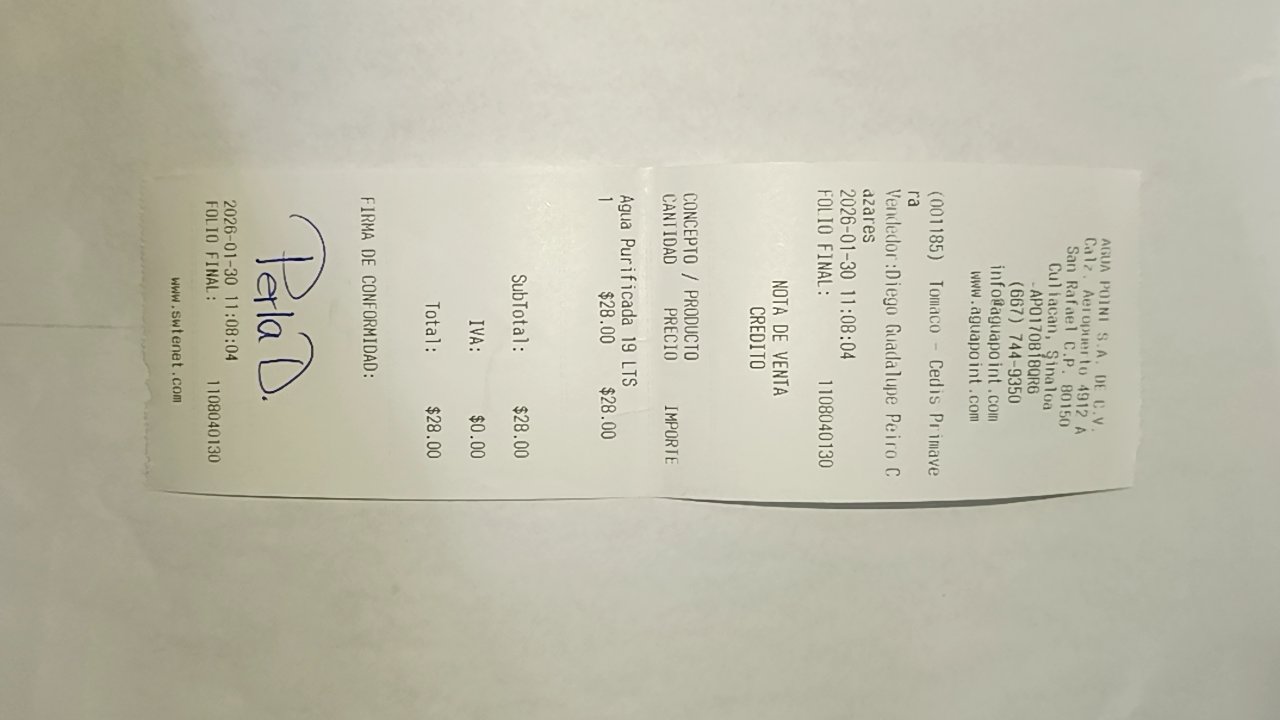 AGUA POINT S.A. DE C.V.
Calz. Aeropuerto 4912 A
San Rafael C.P. 80150
Culiacan, Sinaloa
-APO170818QR6
(667) 744-9350
info@aguapoint.com
www.aguapoint.com
(001185) Tomaco - Cedis Primave
ra
Vendedor:Diego Guadalupe Peiro C
azares
2026-01-30 11:08:04
FOLIO FINAL: 1108040130
NOTA DE VENTA
CREDITO
CONCEPTO / PRODUCTO
CANTIDAD PRECIO IMPORTE
Agua Purificada 19 LTS
1 $28.00 $28.00
SubTotal: $28.00
IVA: $0.00
Total: $28.00
FIRMA DE CONFORMIDAD:
Perla D.
2026-01-30 11:08:04
FOLIO FINAL: 1108040130
www.swtenet.com